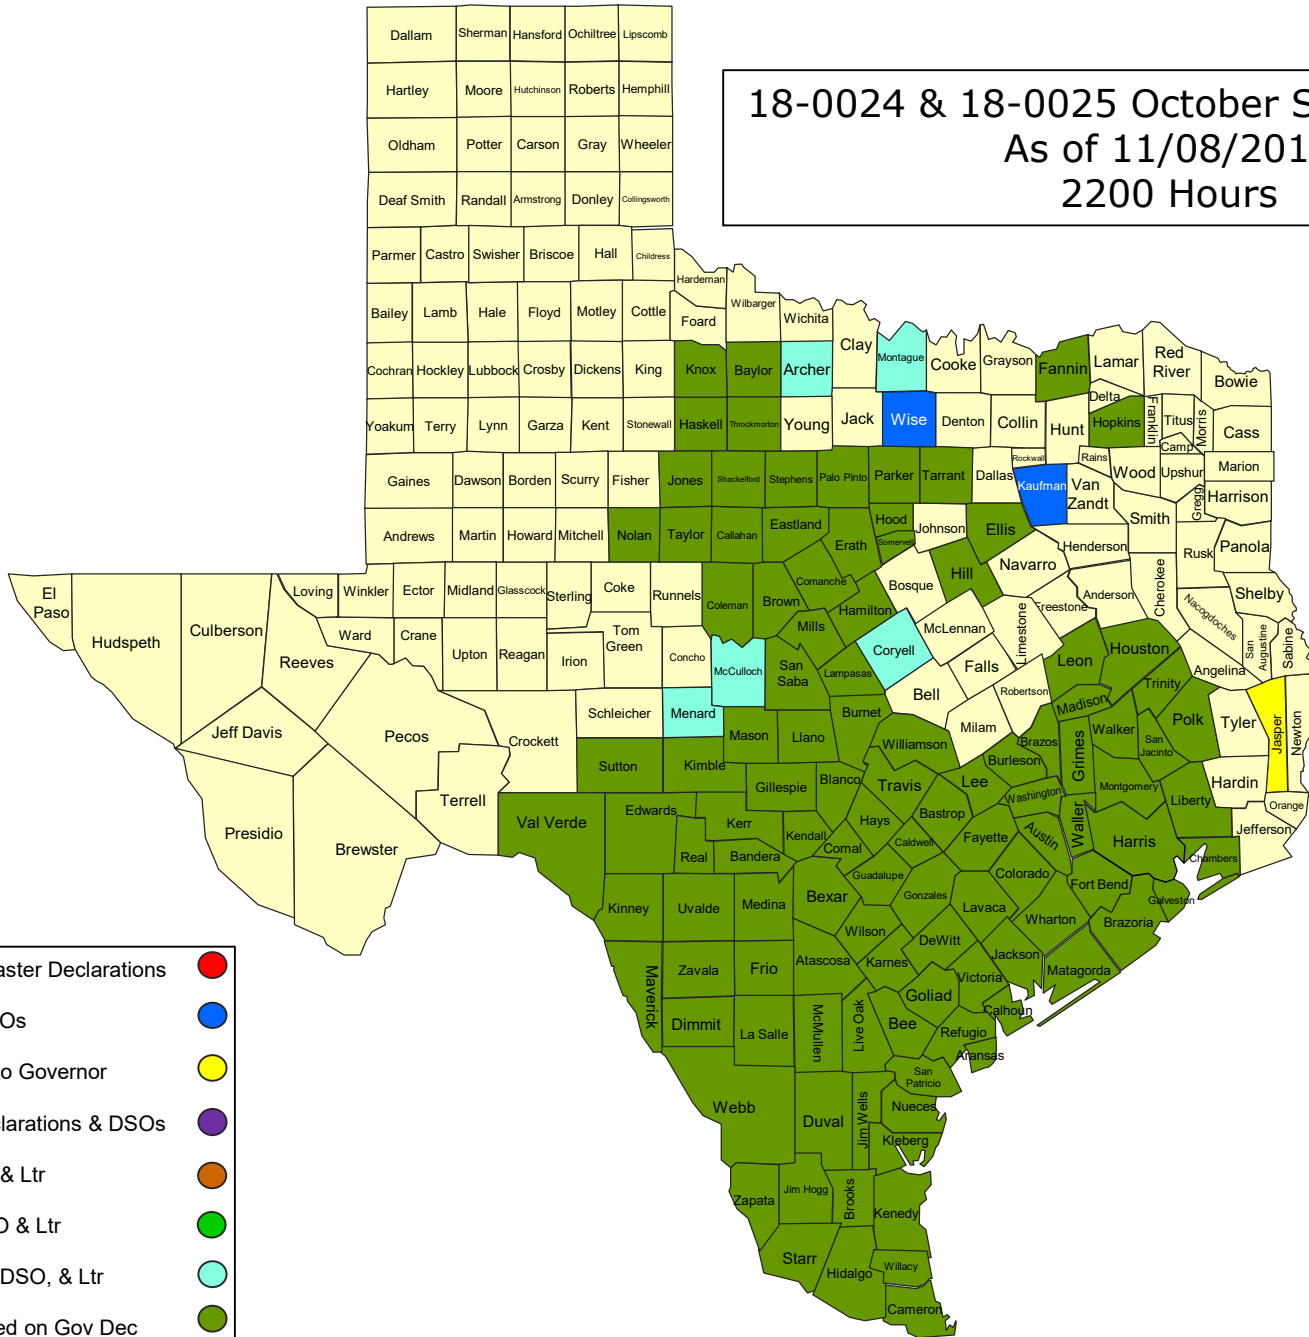 Dallam Sherman Hansford Ochiltree Lipscomb
Hartley Moore Hutchinson Roberts Hemphill
18-0024 & 18-0025 October S
As of 11/08/201
2200 Hours
Oldham Potter Carson Gray Wheeler
Deaf Smith Randall Armstrong Donley Collingsworth
Parmer Castro Swisher Briscoe Hall Childress
Hardeman
Bailey Lamb Hale Floyd Motley Cottle Foard Wilbarger Wichita
Clay Montague Cooke Grayson Fannin Lamar Red River Bowie
Cochran Hockley Lubbock Crosby Dickens King Knox Baylor Archer
Delta
Yoakum Terry Lynn Garza Kent Stonewall Haskell Throckmorton Young Jack Wise Denton Collin Hunt Hopkins Franklin Titus Morris Cass
Camp
Rockwall Rains
Gaines Dawson Borden Scurry Fisher Jones Shackelford Stephens Palo Pinto Parker Tarrant Dallas Kaufman Van Zandt Wood Upshur Marion
Gregg Harrison
Andrews Martin Howard Mitchell Nolan Taylor Callahan Eastland Erath Hood Somervell Johnson Ellis Henderson Smith Rusk Panola
El Paso Hudspeth Culberson Loving Winkler Ector Midland Glasscock Sterling Coke Runnels Coleman Brown Comanche Hamilton Bosque Hill Navarro Freestone Anderson Cherokee Nacogdoches Shelby
Reeves Ward Crane Upton Reagan Irion Tom Green Concho McCulloch San Saba Mills Lampasas Coryell McLennan Falls Limestone Leon Houston Angelina San Augustine Sabine
Jeff Davis Pecos Crockett Schleicher Menard Mason Llano Burnet Bell Milam Robertson Madison Trinity Polk Tyler Jasper Newton
Presidio Brewster Terrell Sutton Kimble Gillespie Blanco Williamson Travis Lee Burleson Brazos Grimes Walker San Jacinto Hardin
Val Verde Edwards Kerr Kendall Hays Bastrop Washington Montgomery Liberty Orange
Real Bandera Comal Caldwell Fayette Austin Waller Harris Jefferson
Chambers
Kinney Uvalde Medina Bexar Guadalupe Gonzales Lavaca Colorado Fort Bend Galveston
Wilson DeWitt Wharton Brazoria
Maverick Zavala Frio Atascosa Karnes Jackson Matagorda
Victoria Goliad Calhoun
Dimmit La Salle McMullen Live Oak Bee Refugio Aransas
San Patricio
Webb Duval Jim Wells Nueces
Kleberg
Zapata Jim Hogg Brooks Kenedy
Starr Hidalgo Willacy
Cameron
aster Declarations
Os
o Governor
larations & DSOs
& Ltr
O & Ltr
DSO, & Ltr
ed on Gov Dec